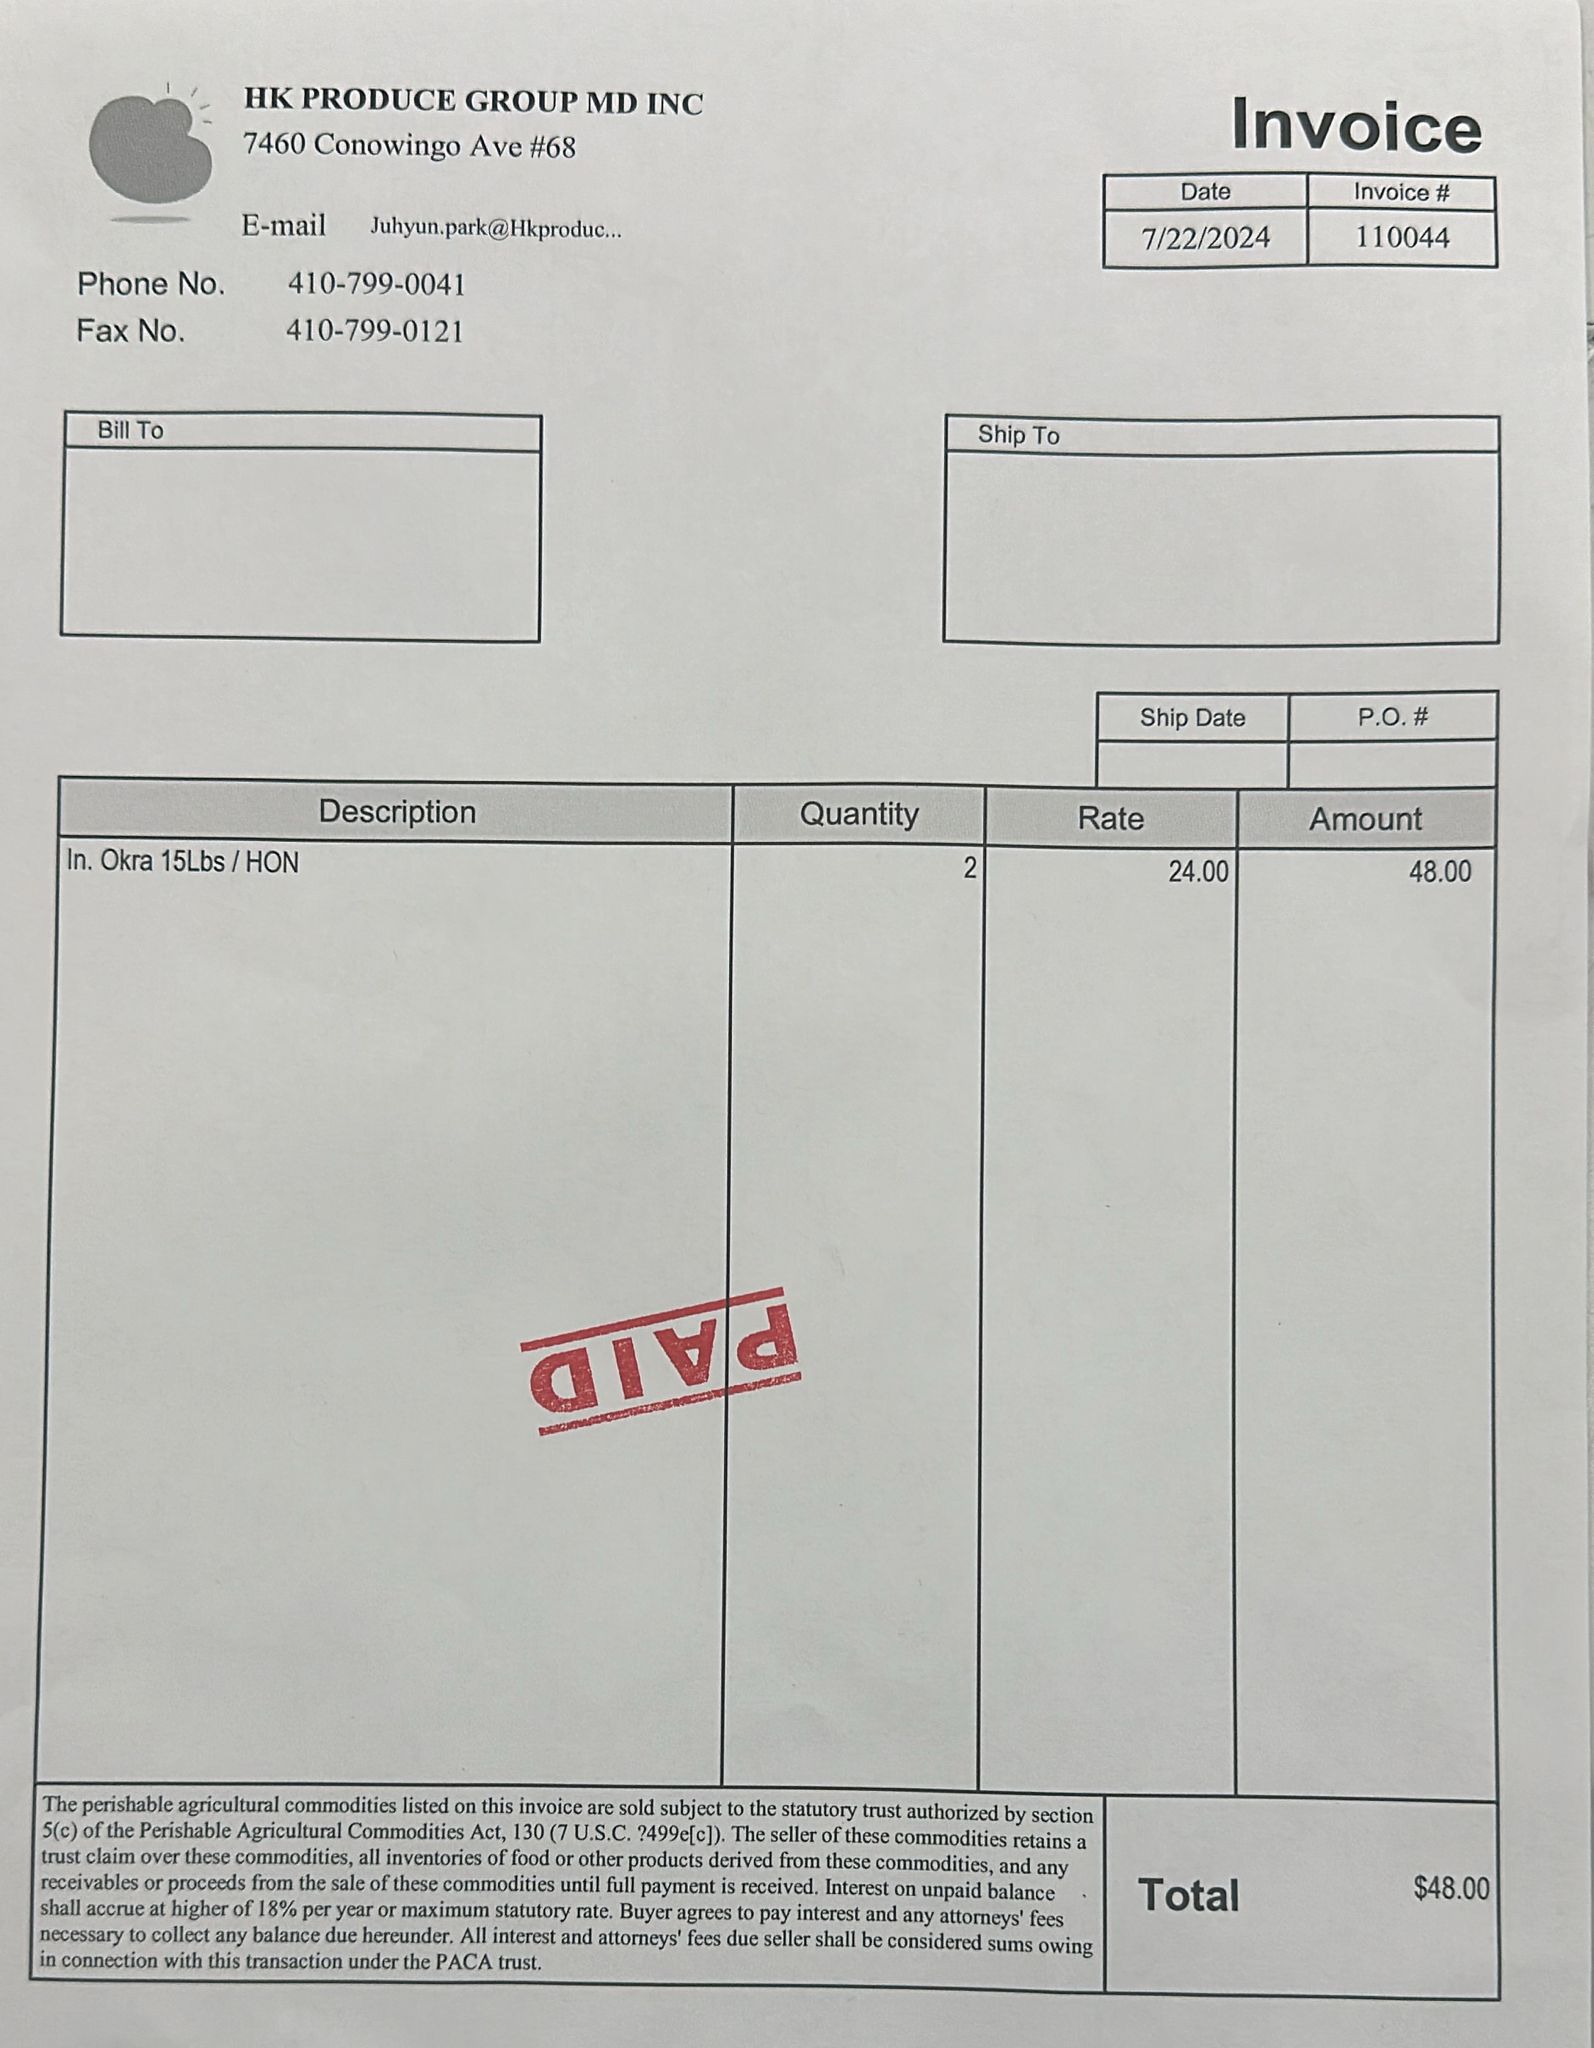 HK PRODUCE GROUP MD INC
7460 Conowingo Ave #68
E-mail Juhyun.park@Hkproduc...
Phone No. 410-799-0041
Fax No. 410-799-0121
Invoice
Date Invoice #
7/22/2024 110044
Bill To
Ship To
Ship Date P.O. #
Description Quantity Rate Amount
In. Okra 15Lbs / HON 2 24.00 48.00
PAID
The perishable agricultural commodities listed on this invoice are sold subject to the statutory trust authorized by section
5(c) of the Perishable Agricultural Commodities Act, 130 (7 U.S.C. ?499e[c]). The seller of these commodities retains a
trust claim over these commodities, all inventories of food or other products derived from these commodities, and any
receivables or proceeds from the sale of these commodities until full payment is received. Interest on unpaid balance
shall accrue at higher of 18% per year or maximum statutory rate. Buyer agrees to pay interest and any attorneys' fees
necessary to collect any balance due hereunder. All interest and attorneys' fees due seller shall be considered sums owing
in connection with this transaction under the PACA trust.
Total $48.00